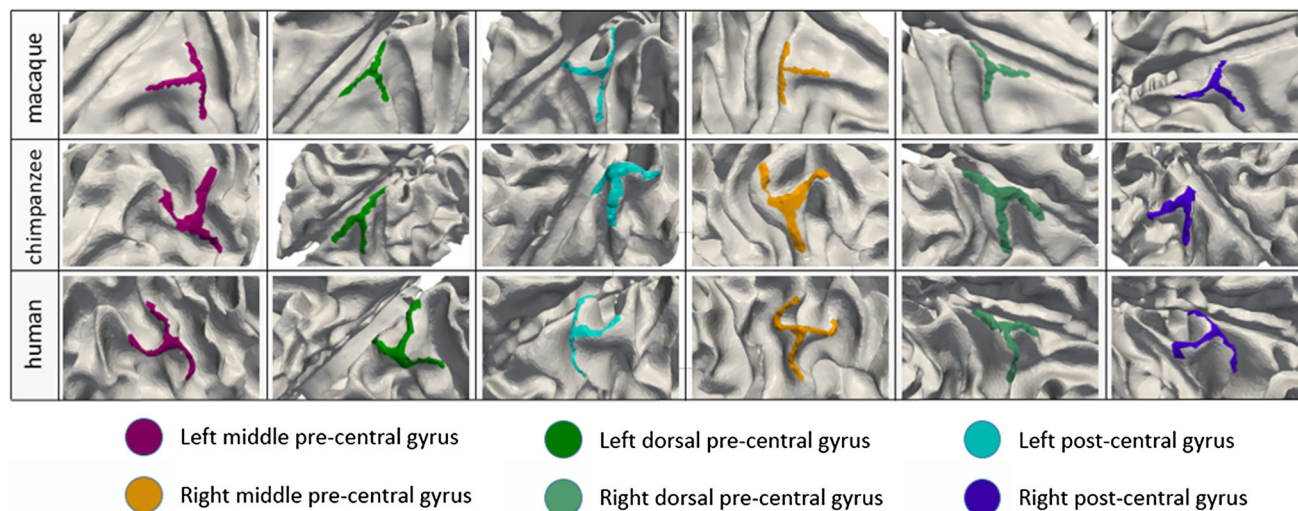 macaque
chimpanzee
human
Left middle pre-central gyrus
Left dorsal pre-central gyrus
Left post-central gyrus
Right middle pre-central gyrus
Right dorsal pre-central gyrus
Right post-central gyrus